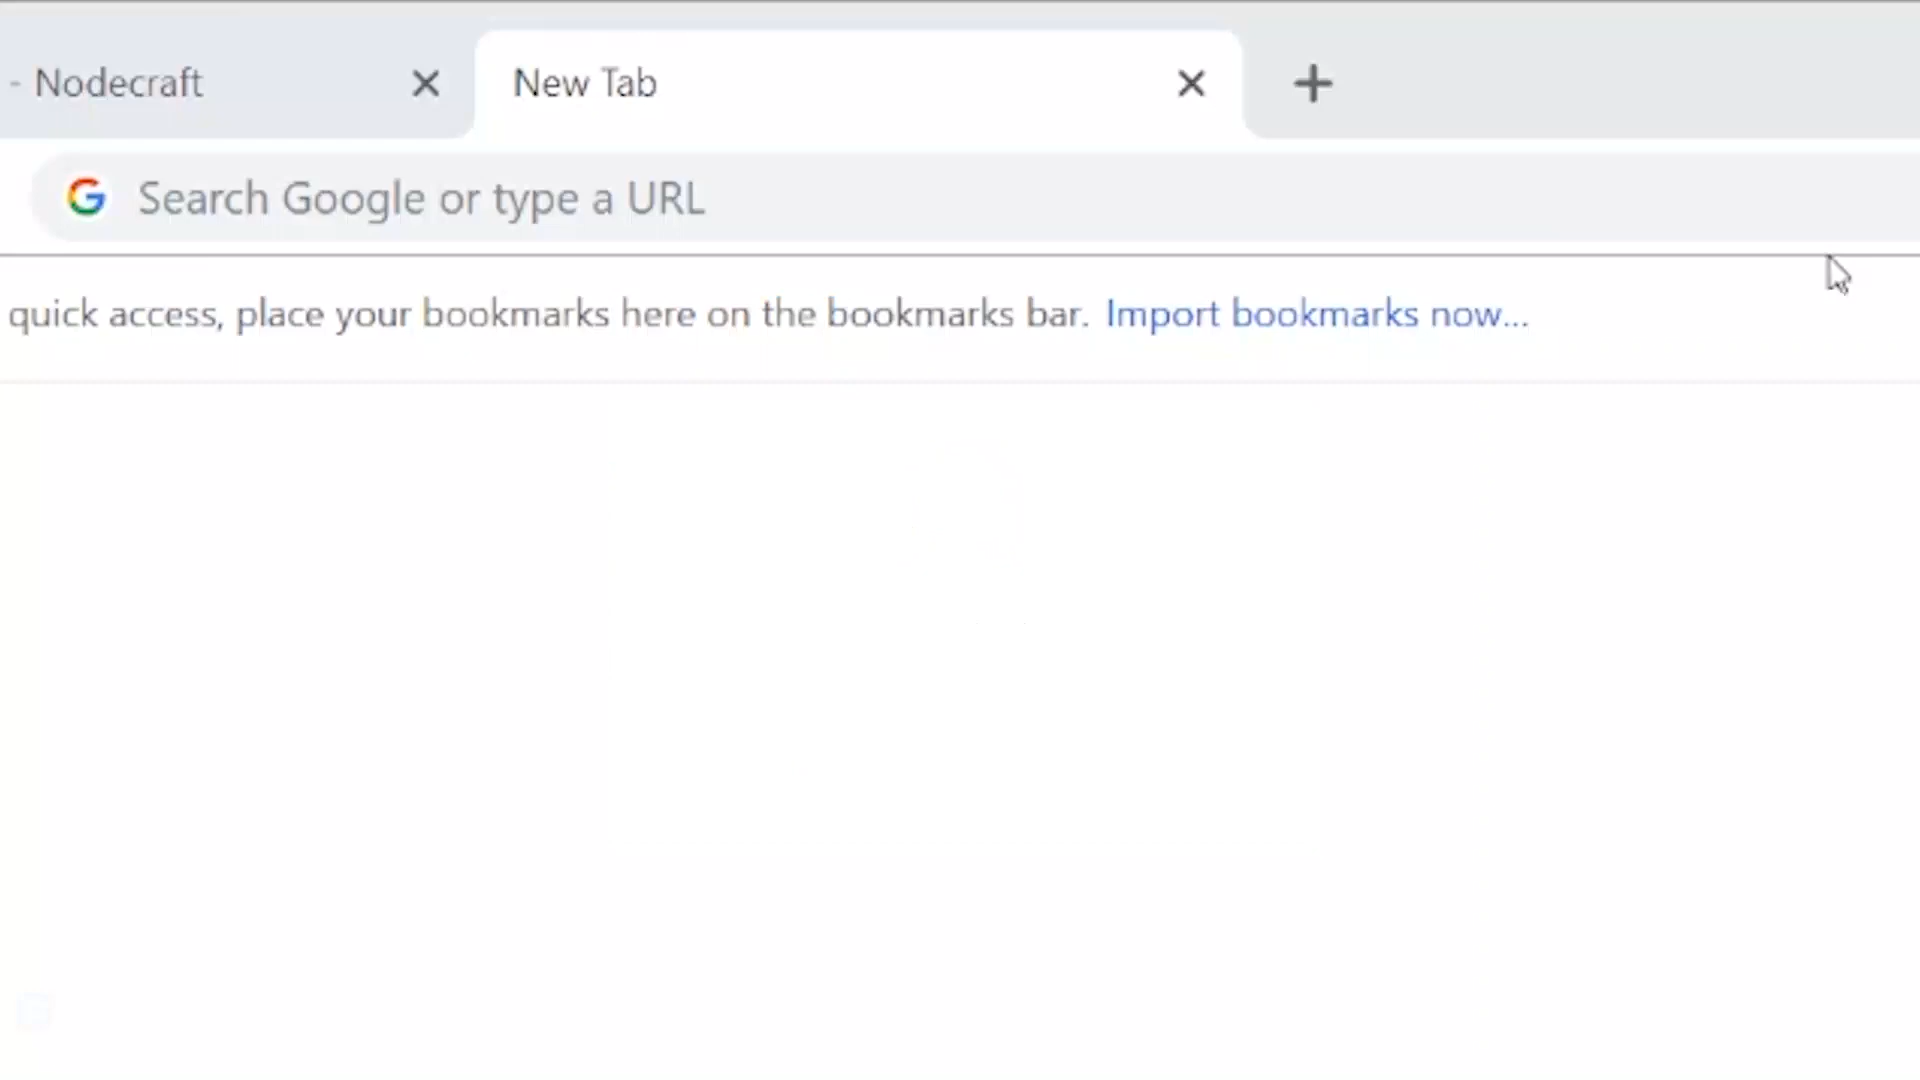 - Nodecraft
New Tab
Search Google or type a URL
quick access, place your bookmarks here on the bookmarks bar. Import bookmarks now...